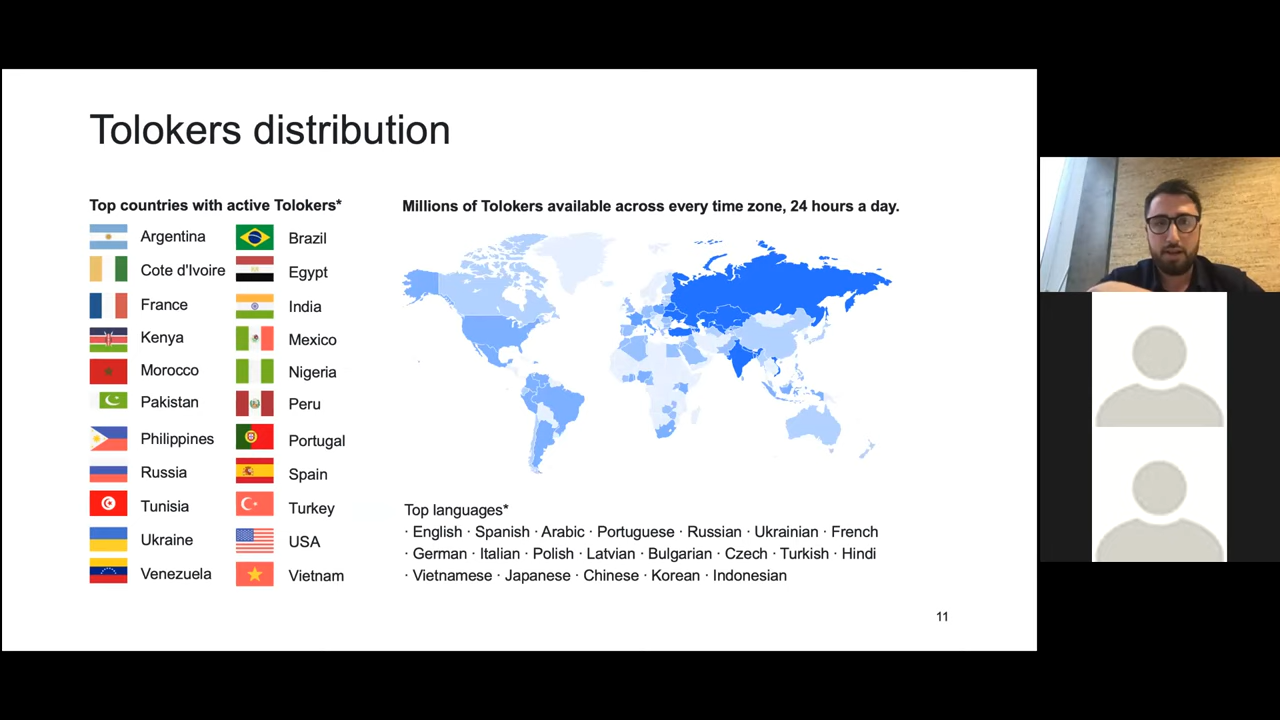 Tolokers distribution
Top countries with active Tolokers*
Argentina
Brazil
Cote d'Ivoire
Egypt
France
India
Kenya
Mexico
Morocco
Nigeria
Pakistan
Peru
Philippines
Portugal
Russia
Spain
Tunisia
Turkey
Ukraine
USA
Venezuela
Vietnam
Millions of Tolokers available across every time zone, 24 hours a day.
Top languages*
· English · Spanish · Arabic · Portuguese · Russian · Ukrainian · French
· German · Italian · Polish · Latvian · Bulgarian · Czech · Turkish · Hindi
· Vietnamese · Japanese · Chinese · Korean · Indonesian
11